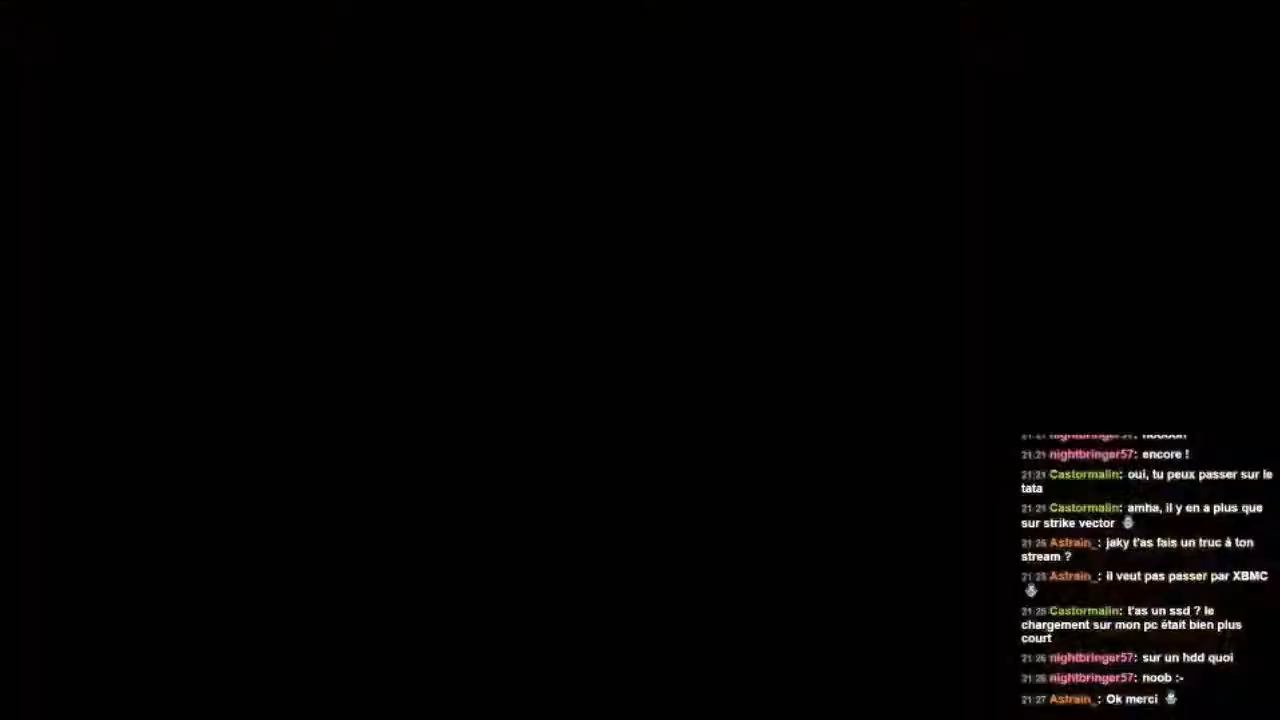 nightbringer57: noooon
21:21 nightbringer57: encore !
21:21 Castormalin: oui, tu peux passer sur le
tata
21:21 Castormalin: amha, il y en a plus que
sur strike vector
21:25 Astrain_: jaky t'as fais un truc à ton
stream ?
21:25 Astrain_: il veut pas passer par XBMC
21:25 Castormalin: t'as un ssd ? le
chargement sur mon pc était bien plus
court
21:26 nightbringer57: sur un hdd quoi
21:26 nightbringer57: noob :-
21:27 Astrain_: Ok merci